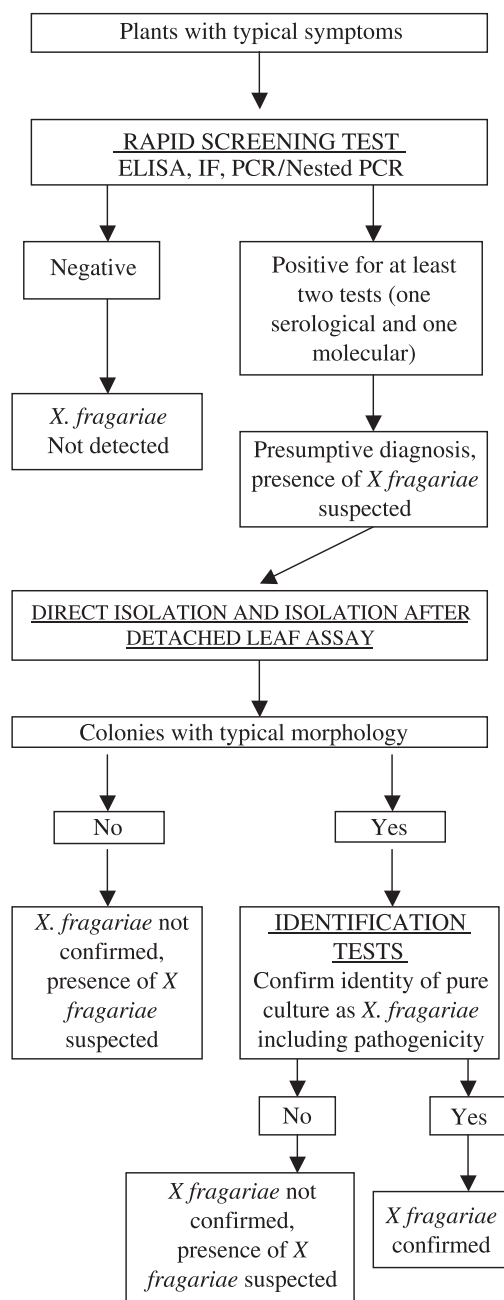 Plants with typical symptoms
RAPID SCREENING TEST
ELISA, IF, PCR/Nested PCR
Negative
Positive for at least
two tests (one
serological and one
molecular)
X. fragariae
Not detected
Presumptive diagnosis,
presence of X fragariae
suspected
DIRECT ISOLATION AND ISOLATION AFTER
DETACHED LEAF ASSAY
Colonies with typical morphology
No
Yes
X. fragariae not
confirmed,
presence of X
fragariae
suspected
IDENTIFICATION
TESTS
Confirm identity of pure
culture as X. fragariae
including pathogenicity
No
Yes
X fragariae not
confirmed,
presence of X
fragariae suspected
X fragariae
confirmed